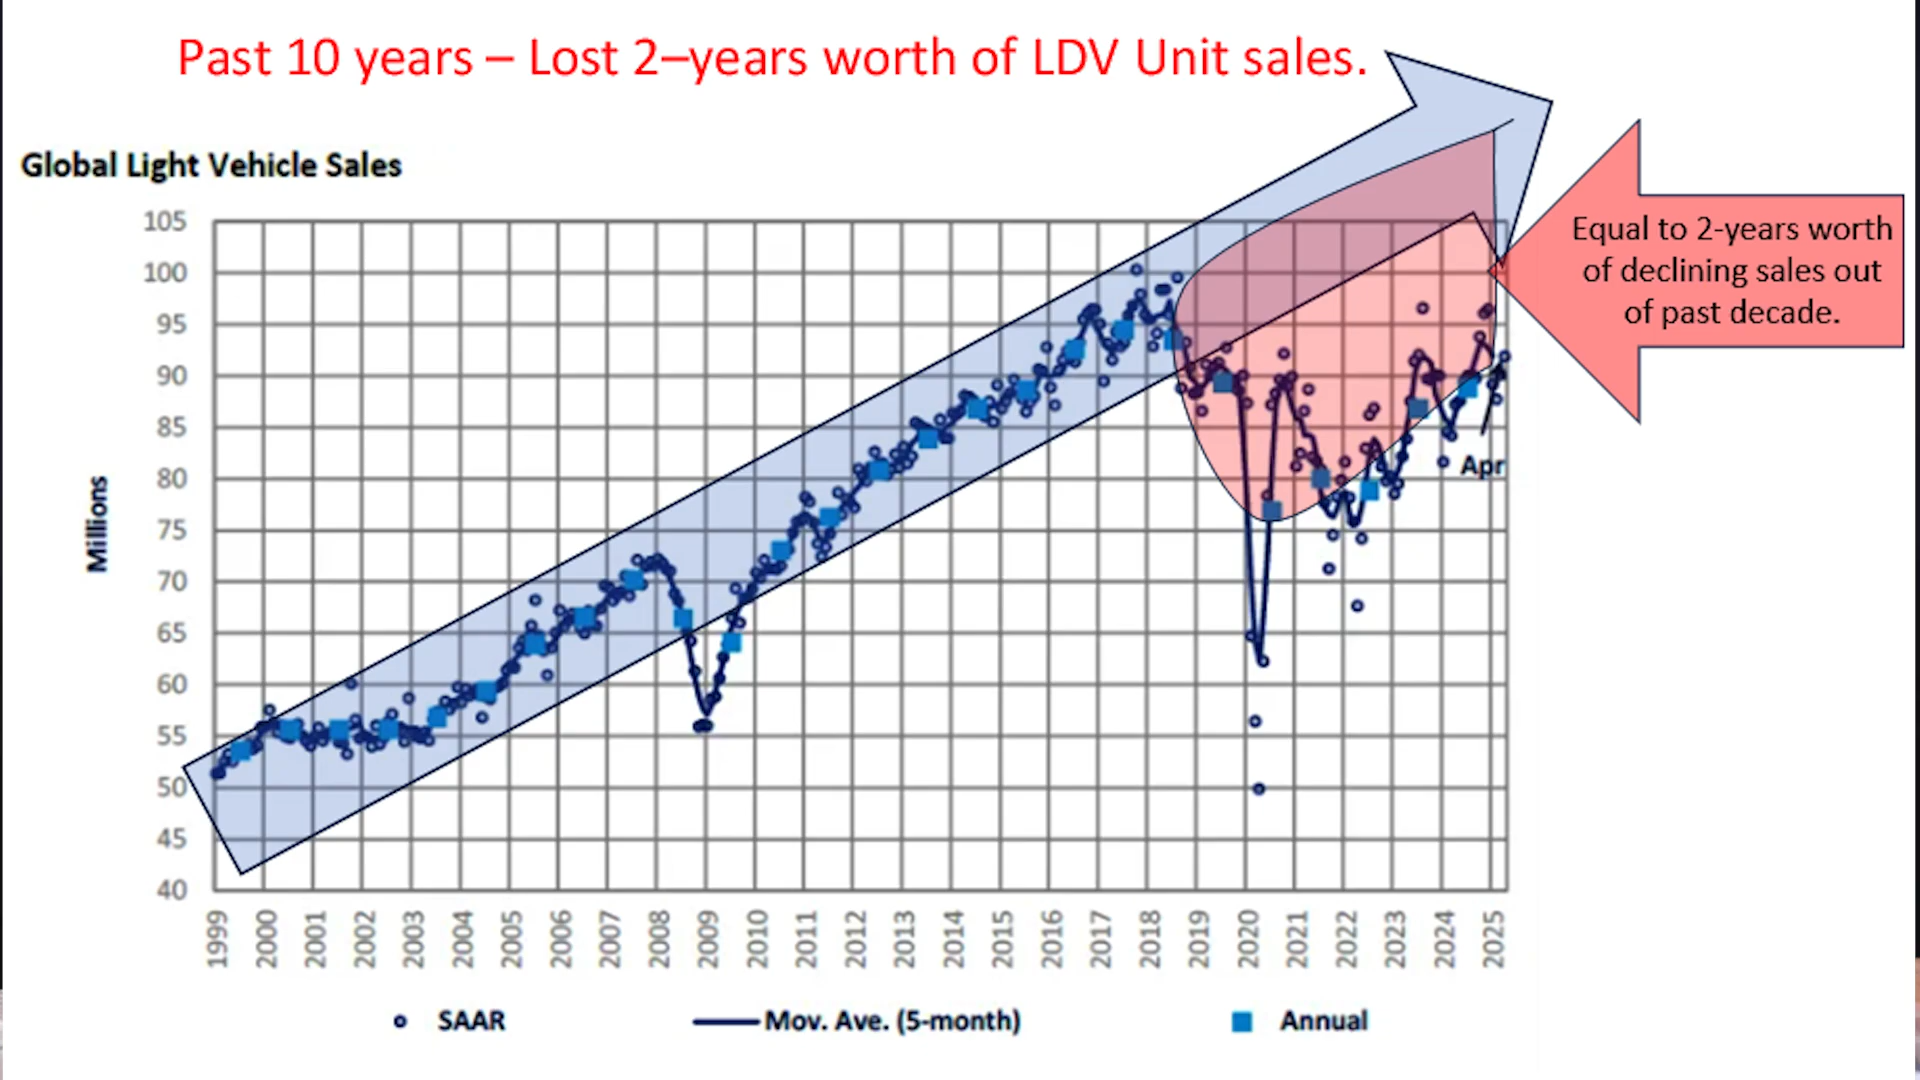 Past 10 years – Lost 2–years worth of LDV Unit sales.
Global Light Vehicle Sales
Equal to 2-years worth
of declining sales out
of past decade.
105
100
95
90
85
80
75
70
65
60
55
50
45
40
Millions
Apr
1999 2000 2001 2002 2003 2004 2005 2006 2007 2008 2009 2010 2011 2012 2013 2014 2015 2016 2017 2018 2019 2020 2021 2022 2023 2024 2025
SAAR Mov. Ave. (5-month) Annual